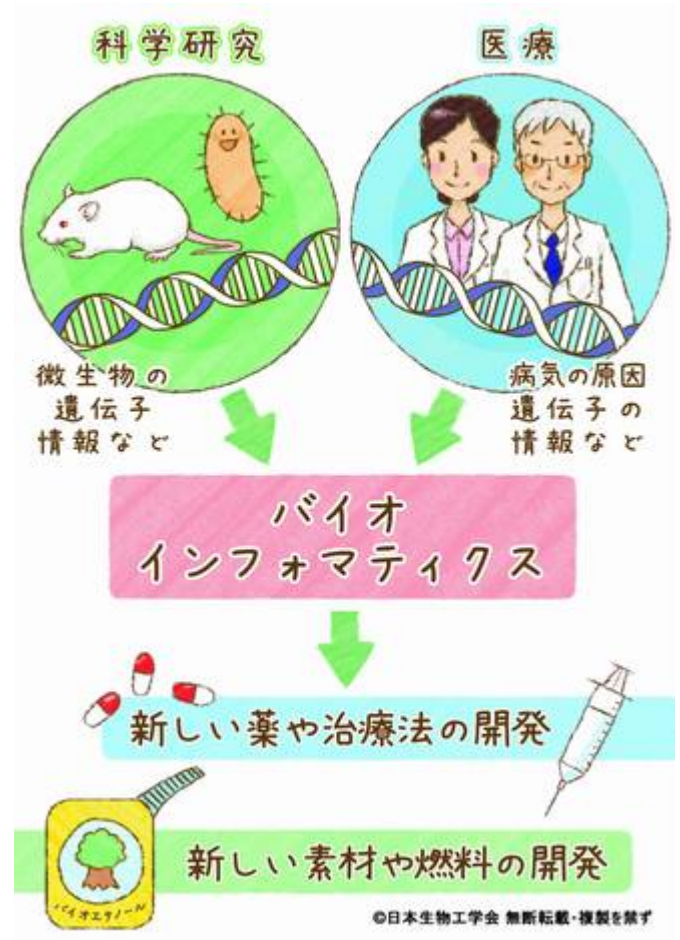 科学研究
医療
微生物の
遺伝子
情報など
病気の原因
遺伝子の
情報など
バイオ
インフォマティクス
新しい薬や治療法の開発
バイオエタノール
新しい素材や燃料の開発
©日本生物工学会 無断転載・複製を禁ず